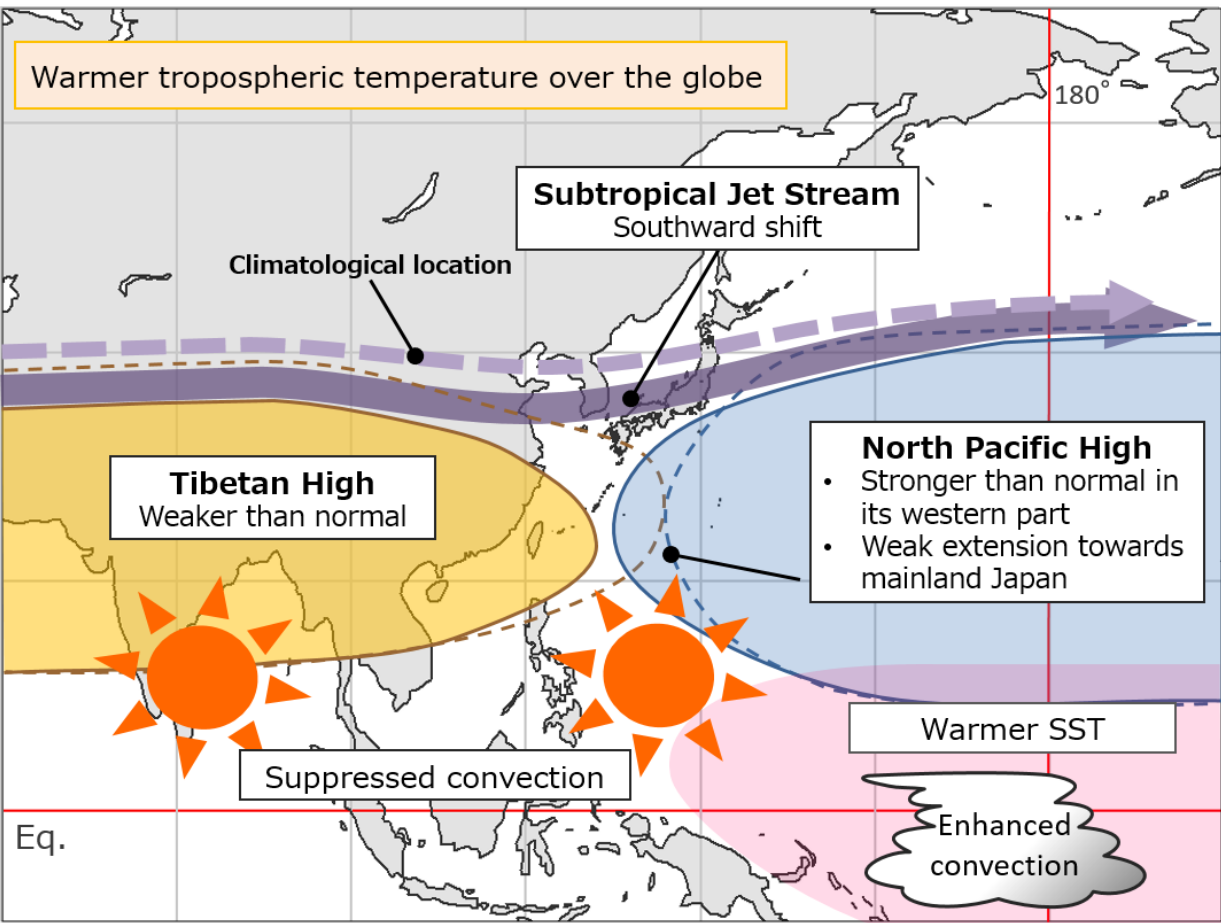 Warmer tropospheric temperature over the globe
180°
Subtropical Jet Stream
Southward shift
Climatological location
Tibetan High
Weaker than normal
North Pacific High
• Stronger than normal in
its western part
• Weak extension towards
mainland Japan
Warmer SST
Suppressed convection
Eq.
Enhanced
convection